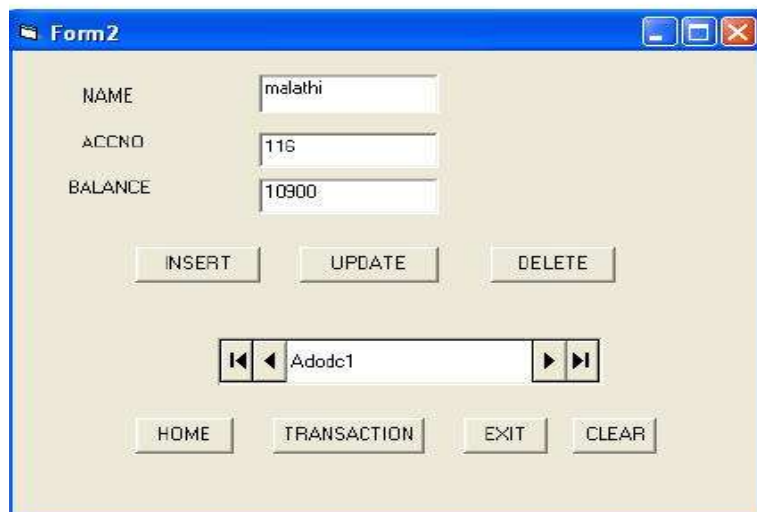 Form2
NAME malathi
ACCNO 116
BALANCE 10900
INSERT UPDATE DELETE
Adodc1
HOME TRANSACTION EXIT CLEAR